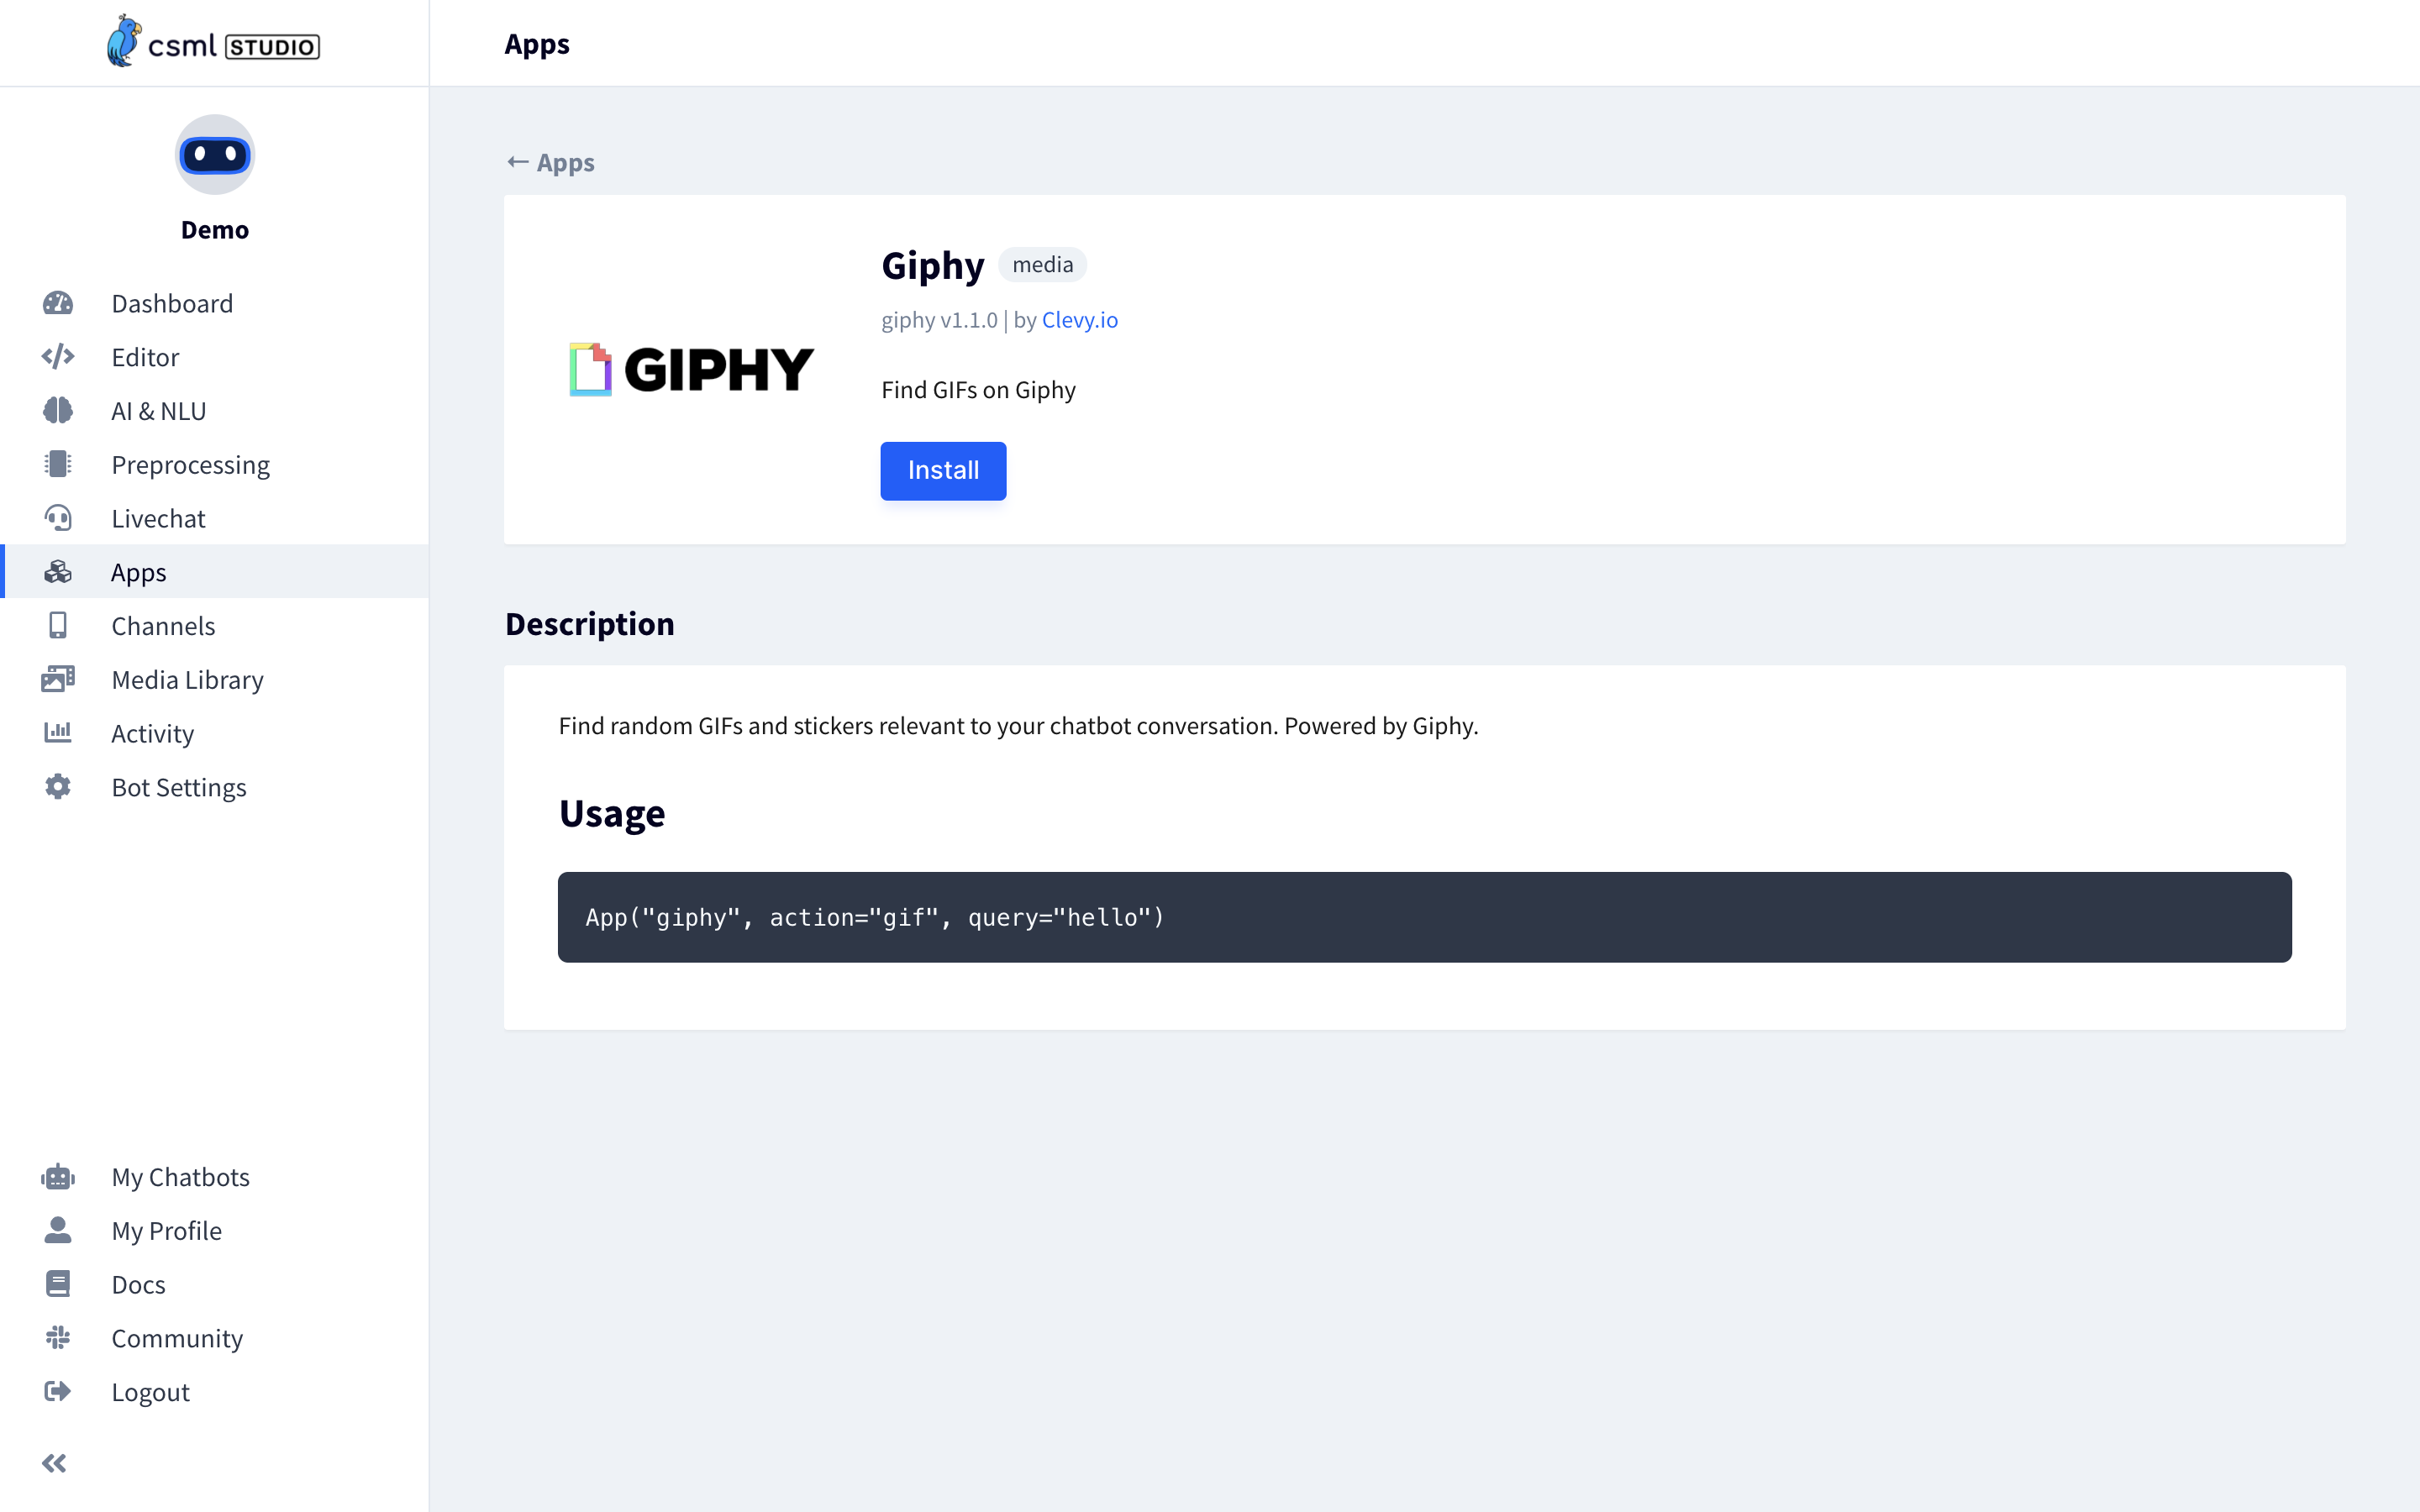 csml STUDIO
Apps
Demo
Dashboard
Editor
AI & NLU
Preprocessing
Livechat
Apps
Channels
Media Library
Activity
Bot Settings
My Chatbots
My Profile
Docs
Community
Logout
← Apps
GIPHY
Giphy media
giphy v1.1.0 | by Clevy.io
Find GIFs on Giphy
Install
Description
Find random GIFs and stickers relevant to your chatbot conversation. Powered by Giphy.
Usage
App("giphy", action="gif", query="hello")